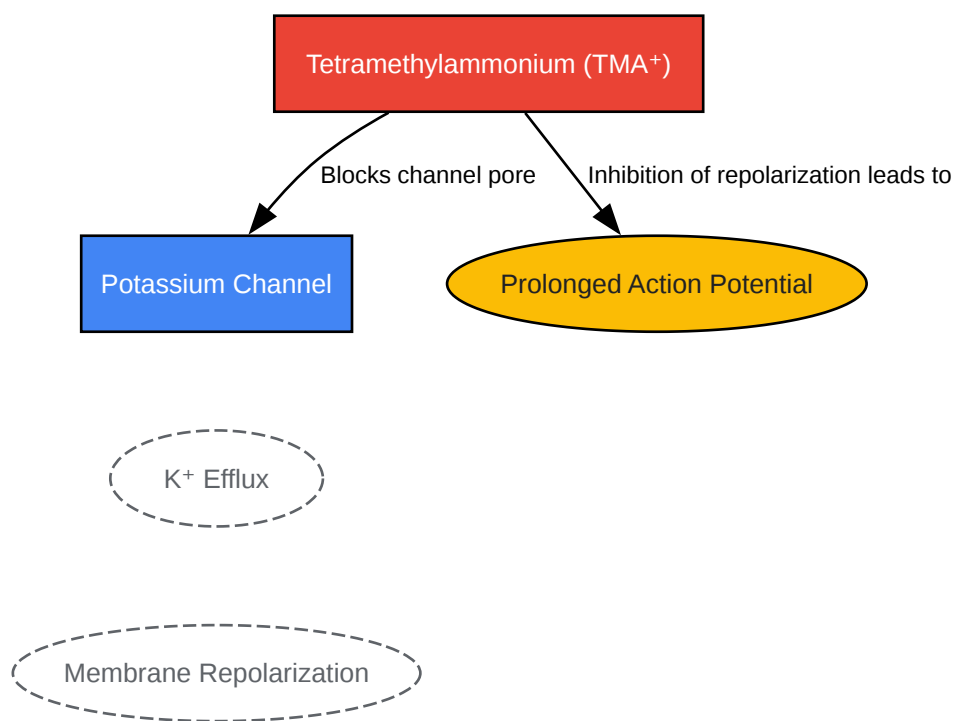 Tetramethylammonium (TMA⁺)
Blocks channel pore
Inhibition of repolarization leads to
Potassium Channel
Prolonged Action Potential
K⁺ Efflux
Membrane Repolarization